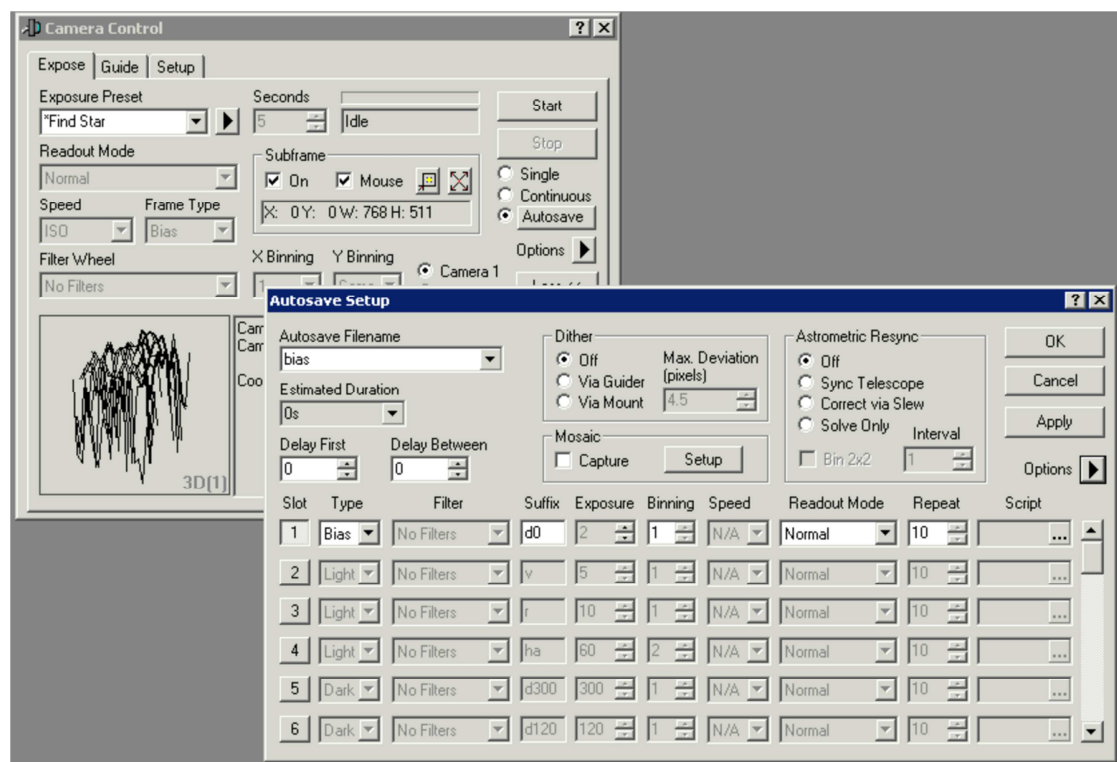 Camera Control
Expose Guide Setup
Exposure Preset
*Find Star
Seconds
5
Idle
Start
Stop
Readout Mode
Normal
Subframe
On Mouse
X: 0 Y: 0 W: 768 H: 511
Single
Continuous
Autosave
Speed Frame Type
ISO Bias
Options
Filter Wheel
No Filters
X Binning Y Binning
Camera 1
3D(1)
Autosave Setup
Autosave Filename
bias
Estimated Duration
0s
Delay First Delay Between
0 0
Dither
Off
Via Guider
Via Mount
Max. Deviation
(pixels)
4.5
Mosaic
Capture Setup
Astrometric Resync
Off
Sync Telescope
Correct via Slew
Solve Only
Interval
Bin 2x2 1
OK
Cancel
Apply
Options
Slot Type Filter Suffix Exposure Binning Speed Readout Mode Repeat Script
1 Bias No Filters d0 2 1 N/A Normal 10 ...
2 Light No Filters v 5 1 N/A Normal 10 ...
3 Light No Filters r 10 1 N/A Normal 10 ...
4 Light No Filters ha 60 2 N/A Normal 10 ...
5 Dark No Filters d300 300 1 N/A Normal 10 ...
6 Dark No Filters d120 120 1 N/A Normal 10 ...